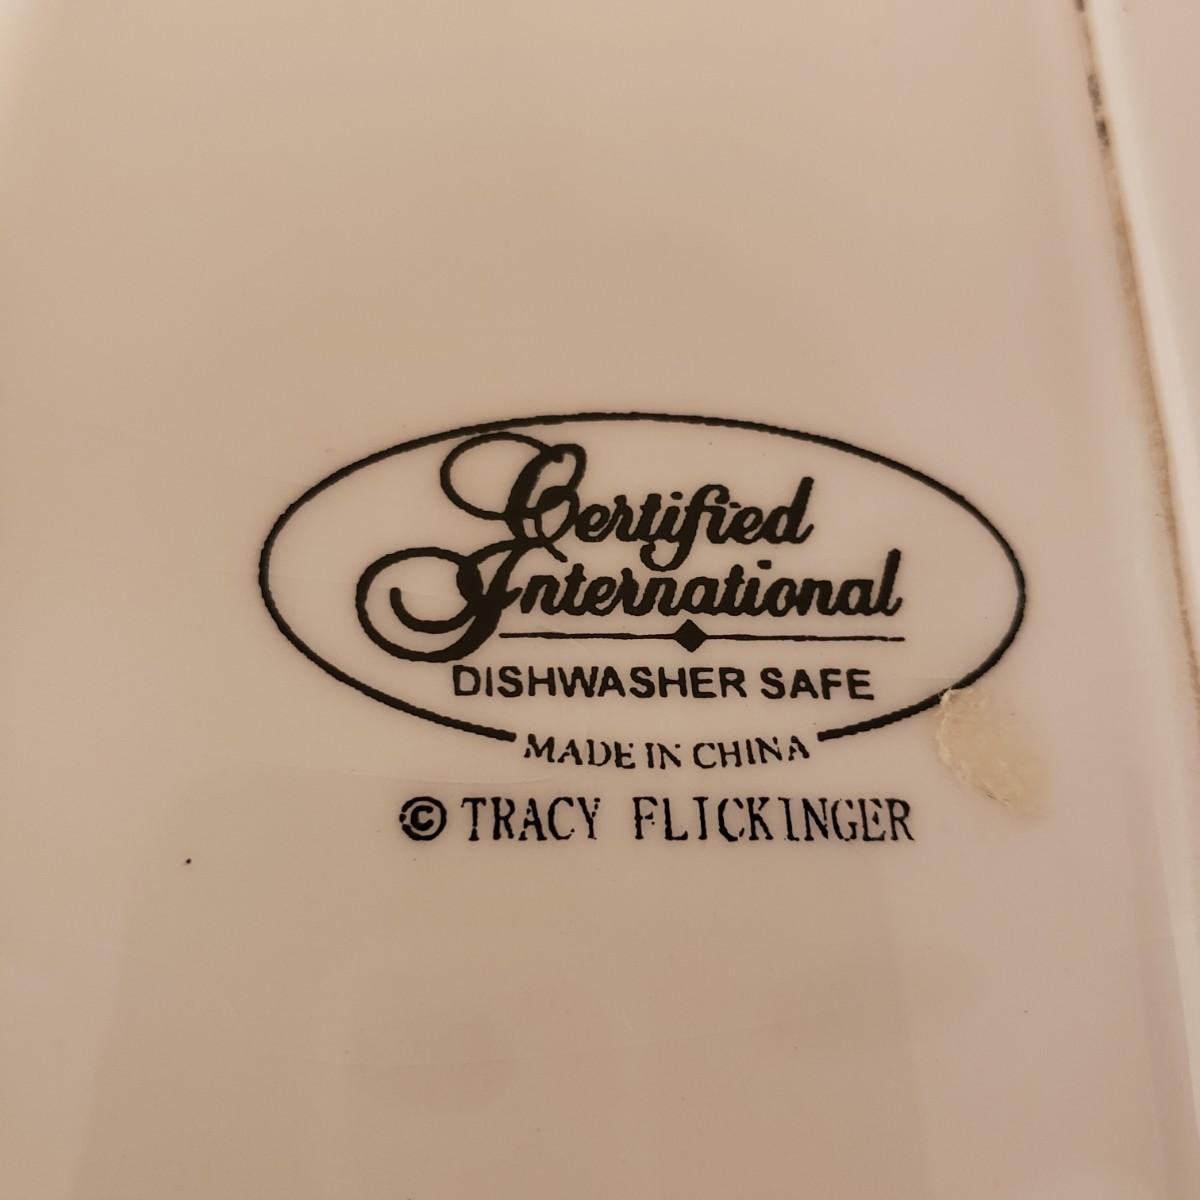 Certified
International
DISHWASHER SAFE
MADE IN CHINA
© TRACY FLICKINGER